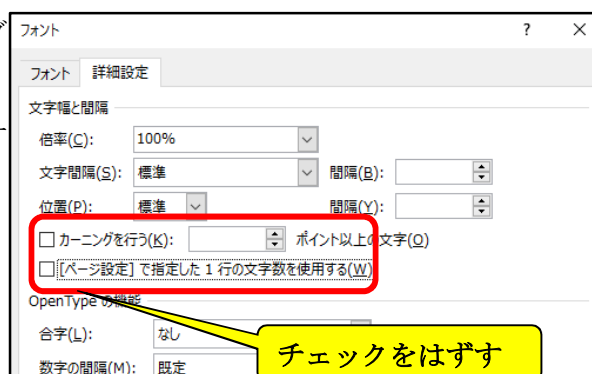 フォント ? ×
フォント 詳細設定
文字幅と間隔
倍率(C): 100%
文字間隔(S): 標準 間隔(B):
位置(P): 標準 間隔(Y):
カーニングを行う(K): ポイント以上の文字(O)
[ページ設定] で指定した 1 行の文字数を使用する(W)
OpenType の機能
合字(L): なし
チェックをはずす
数字の間隔(M): 既定